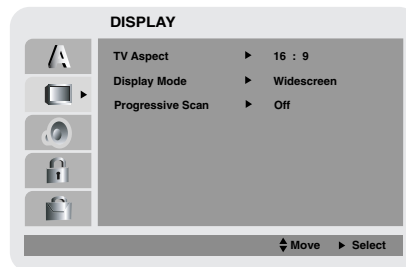 DISPLAY
A
TV Aspect ► 16 : 9
Display Mode ► Widescreen
Progressive Scan ► Off
Move ► Select